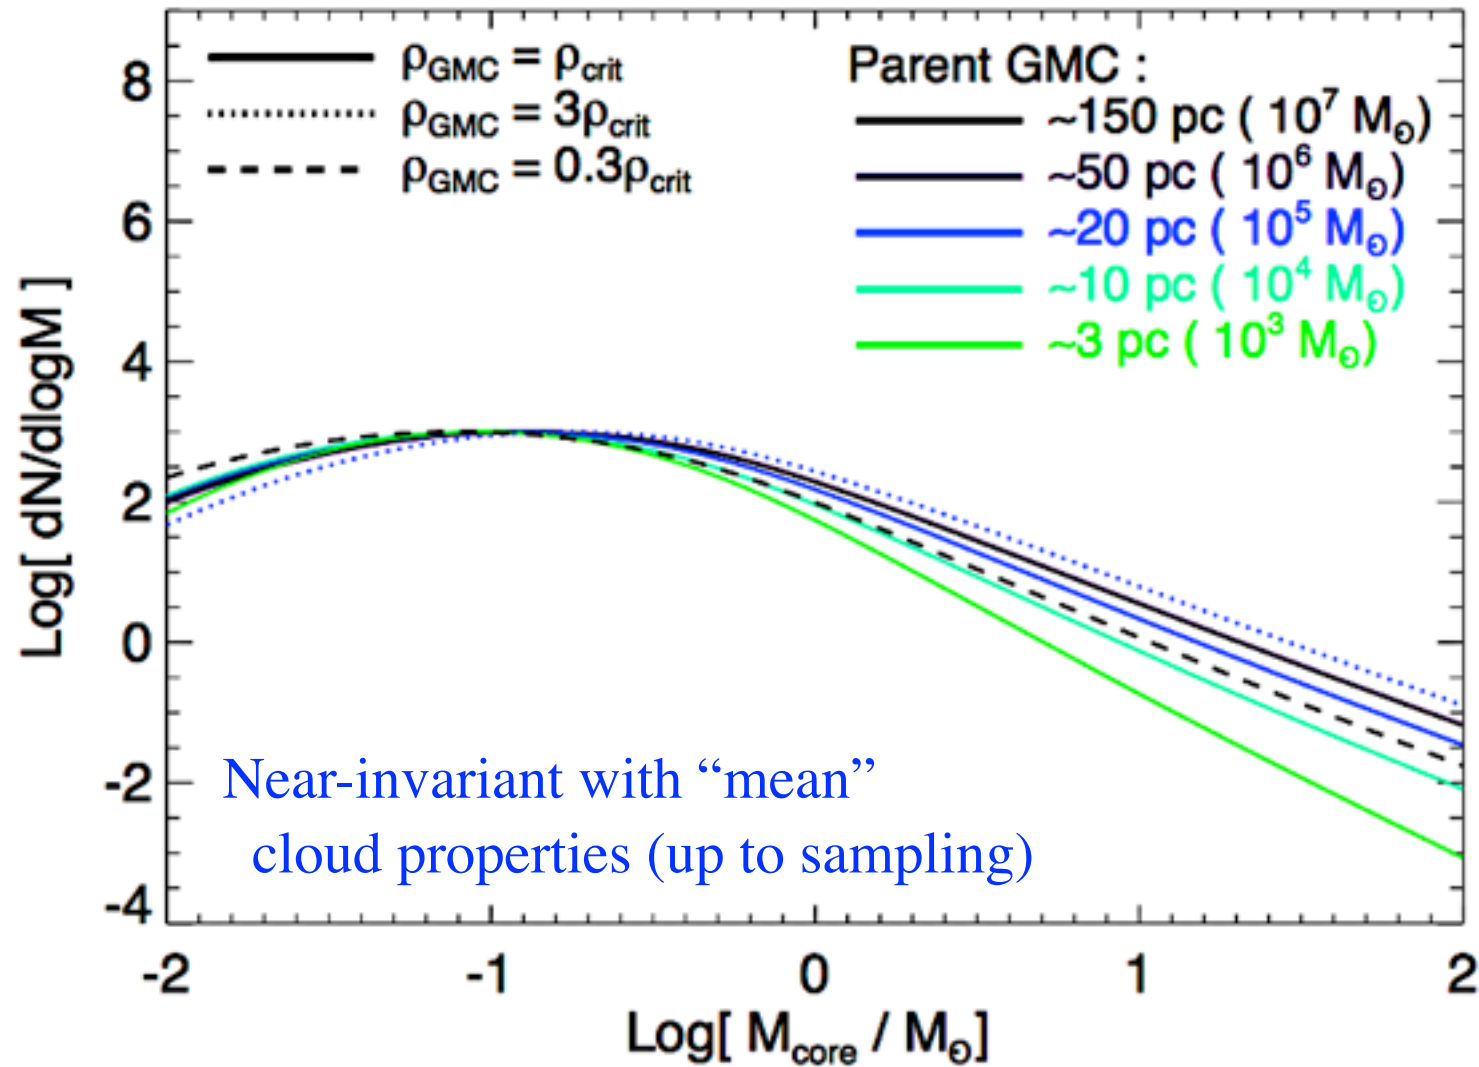 ρGMC = ρcrit
ρGMC = 3ρcrit
ρGMC = 0.3ρcrit
Parent GMC :
~150 pc ( 10⁷ M⊙)
~50 pc ( 10⁶ M⊙)
~20 pc ( 10⁵ M⊙)
~10 pc ( 10⁴ M⊙)
~3 pc ( 10³ M⊙)
Log[ dN/dlogM ]
8
6
4
2
0
-2
-4
Near-invariant with “mean”
cloud properties (up to sampling)
-2 -1 0 1 2
Log[ Mcore / M⊙]